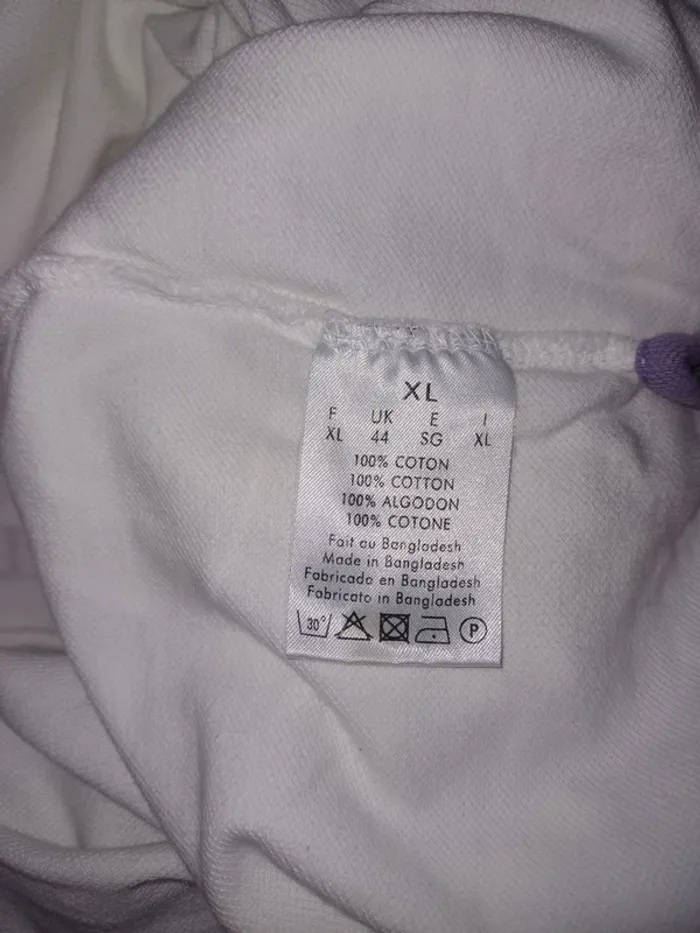 XL
F UK E I
XL 44 SG XL
100% COTON
100% COTTON
100% ALGODON
100% COTONE
Fait au Bangladesh
Made in Bangladesh
Fabricado en Bangladesh
Fabricato in Bangladesh
30° P